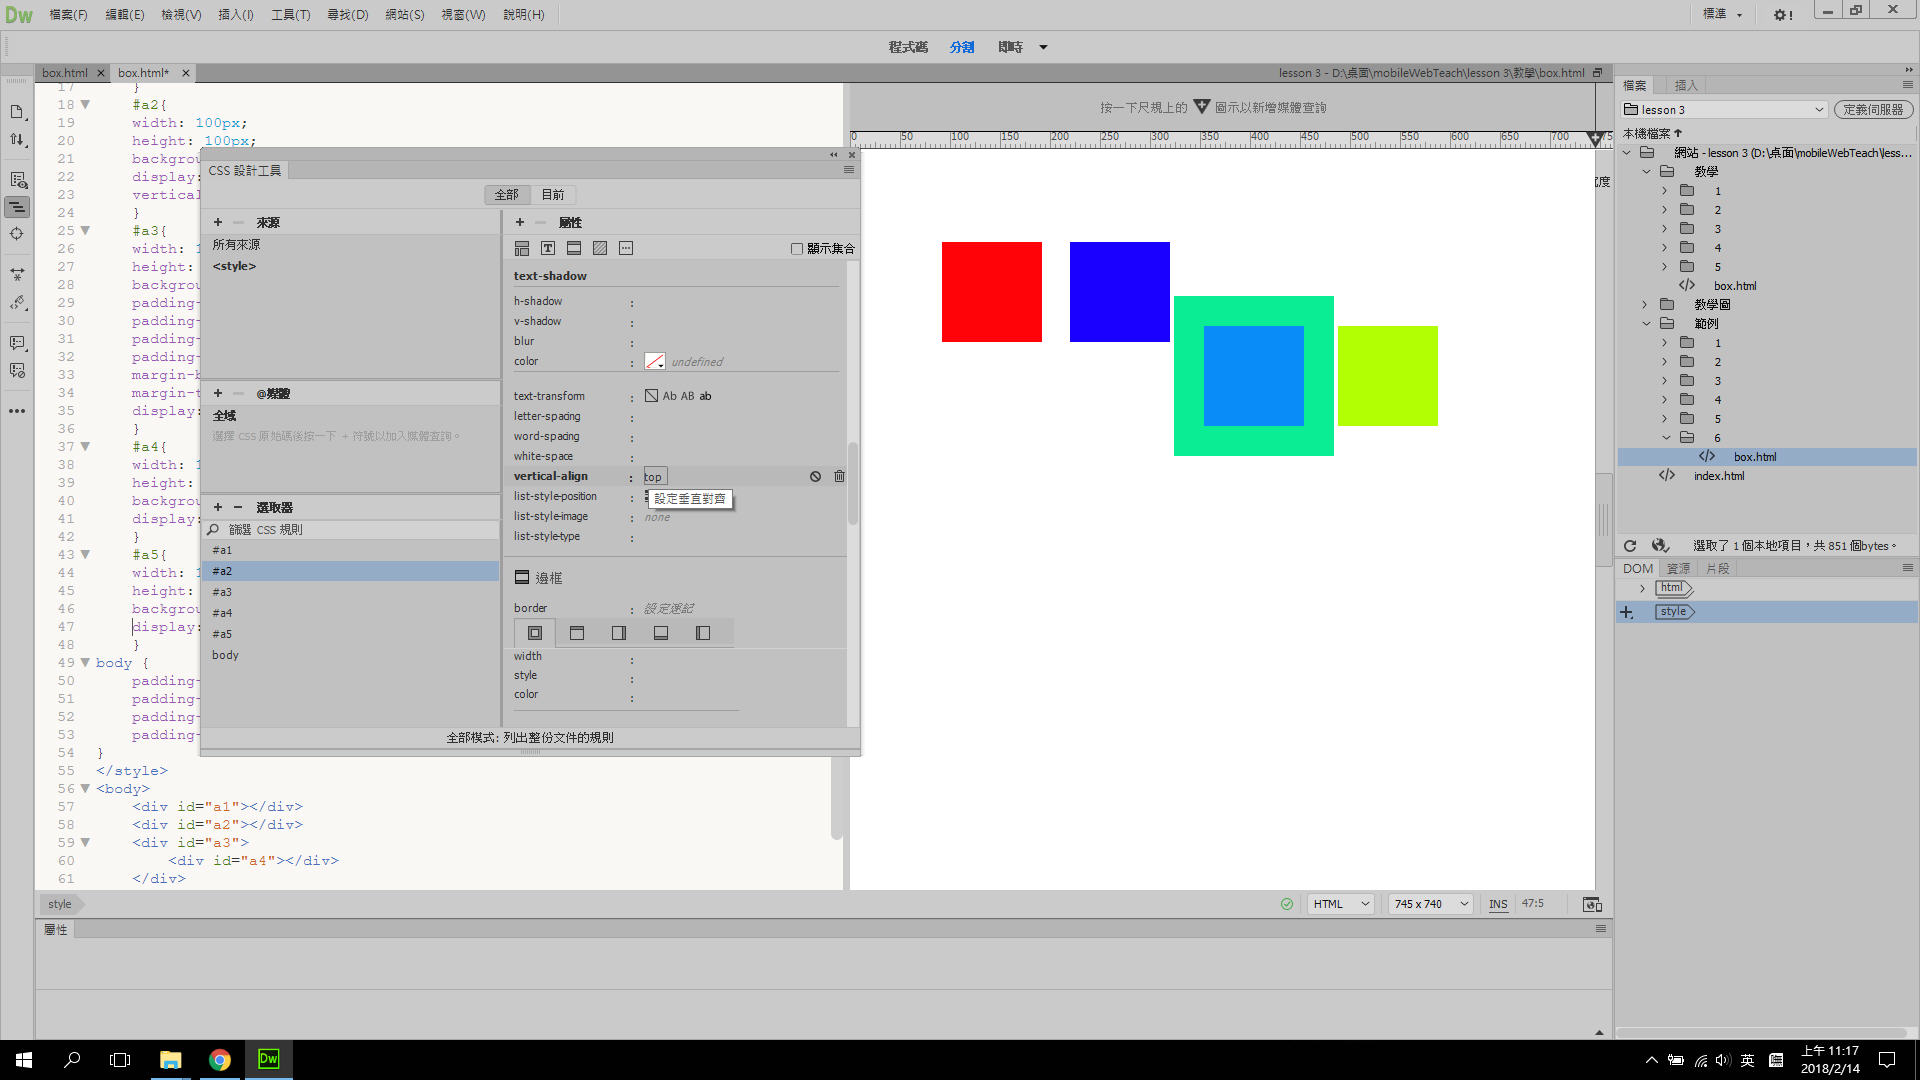 Dw 檔案(F) 編輯(E) 檢視(V) 插入(I) 工具(T) 尋找(D) 網站(S) 視窗(W) 說明(H) 標準
程式碼 分割 即時
box.html box.html* lesson 3 - D:\桌面\mobileWebTeach\lesson 3\教學\box.html
按一下尺規上的 圖示以新增媒體查詢
0 50 100 150 200 250 300 350 400 450 500 550 600 650 700 75
17 }
18 #a2{
19 width: 100px;
20 height: 100px;
21 backgrou
22 display:
23 vertical
24 }
25 #a3{
26 width: 1
27 height:
28 backgrou
29 padding-
30 padding-
31 padding-
32 padding-
33 margin-b
34 margin-t
35 display:
36 }
37 #a4{
38 width: 1
39 height:
40 backgrou
41 display:
42 }
43 #a5{
44 width: 1
45 height:
46 backgrou
47 display:
48 }
49 body {
50 padding-
51 padding-
52 padding-
53 padding-
54 }
55 </style>
56 <body>
57 <div id="a1"></div>
58 <div id="a2"></div>
59 <div id="a3">
60 <div id="a4"></div>
61 </div>
CSS 設計工具
全部 目前
+ 來源
所有來源
<style>
+ @媒體
全域
選擇 CSS 原始碼後按一下 + 符號以加入媒體查詢。
+ − 選取器
篩選 CSS 規則
#a1
#a2
#a3
#a4
#a5
body
+ 屬性
顯示集合
text-shadow
h-shadow :
v-shadow :
blur :
color : undefined
text-transform : Ab AB ab
letter-spacing :
word-spacing :
white-space :
vertical-align : top
設定垂直對齊
list-style-position :
list-style-image : none
list-style-type :
邊框
border : 設定速記
width :
style :
color :
全部模式: 列出整份文件的規則
style
HTML 745 x 740 INS 47:5
屬性
檔案 插入
lesson 3 定義伺服器
本機檔案
網站 - lesson 3 (D:\桌面\mobileWebTeach\less...
教學
1
2
3
4
5
box.html
教學圖
範例
1
2
3
4
5
6
box.html
index.html
選取了 1 個本地項目，共 851 個bytes。
DOM 資源 片段
html
style
英
上午 11:17
2018/2/14